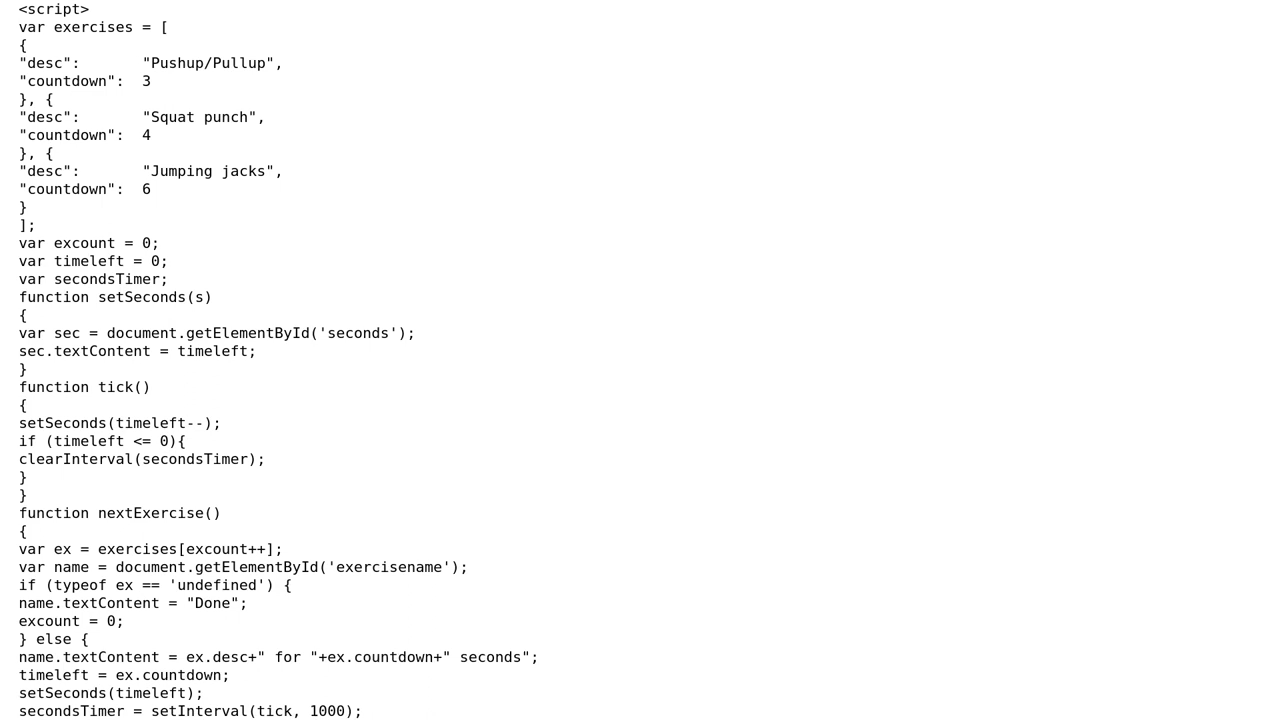 <script>
var exercises = [
{
"desc":       "Pushup/Pullup",
"countdown":  3
}, {
"desc":       "Squat punch",
"countdown":  4
}, {
"desc":       "Jumping jacks",
"countdown":  6
}
];
var excount = 0;
var timeleft = 0;
var secondsTimer;
function setSeconds(s)
{
var sec = document.getElementById('seconds');
sec.textContent = timeleft;
}
function tick()
{
setSeconds(timeleft--);
if (timeleft <= 0){
clearInterval(secondsTimer);
}
}
function nextExercise()
{
var ex = exercises[excount++];
var name = document.getElementById('exercisename');
if (typeof ex == 'undefined') {
name.textContent = "Done";
excount = 0;
} else {
name.textContent = ex.desc+" for "+ex.countdown+" seconds";
timeleft = ex.countdown;
setSeconds(timeleft);
secondsTimer = setInterval(tick, 1000);